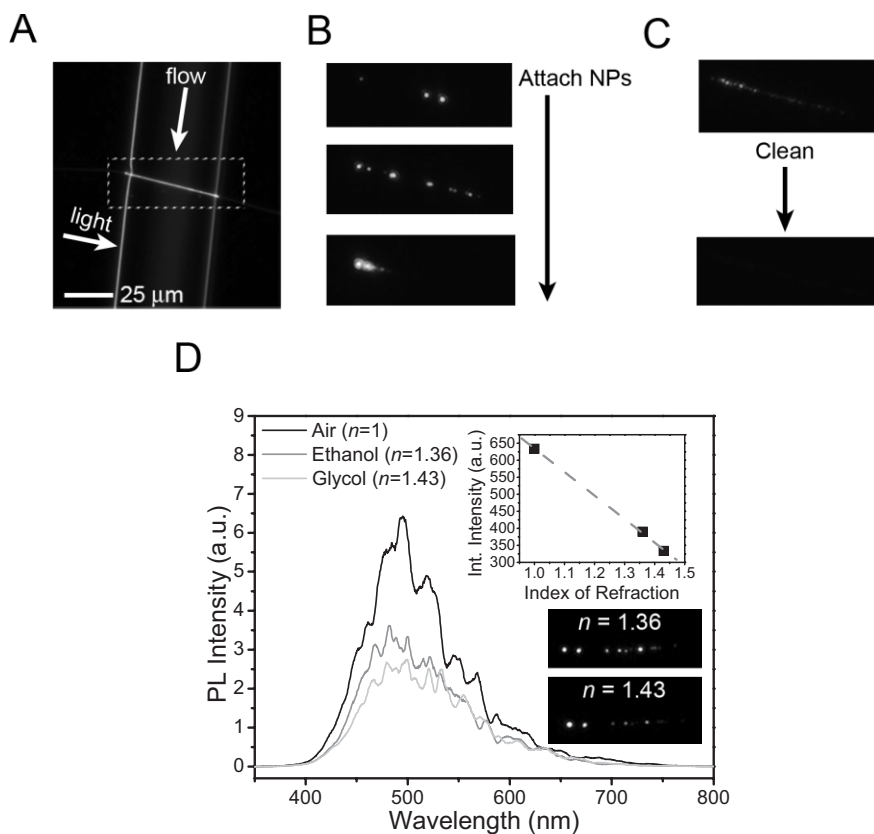 A
flow
light
25 μm
B
Attach NPs
C
Clean
D
PL Intensity (a.u.)
9
8
7
6
5
4
3
2
1
0
400
500
600
700
800
Wavelength (nm)
Air (n=1)
Ethanol (n=1.36)
Glycol (n=1.43)
Int. Intensity (a.u.)
650
600
550
500
450
400
350
300
1.0 1.1 1.2 1.3 1.4 1.5
Index of Refraction
n = 1.36
n = 1.43